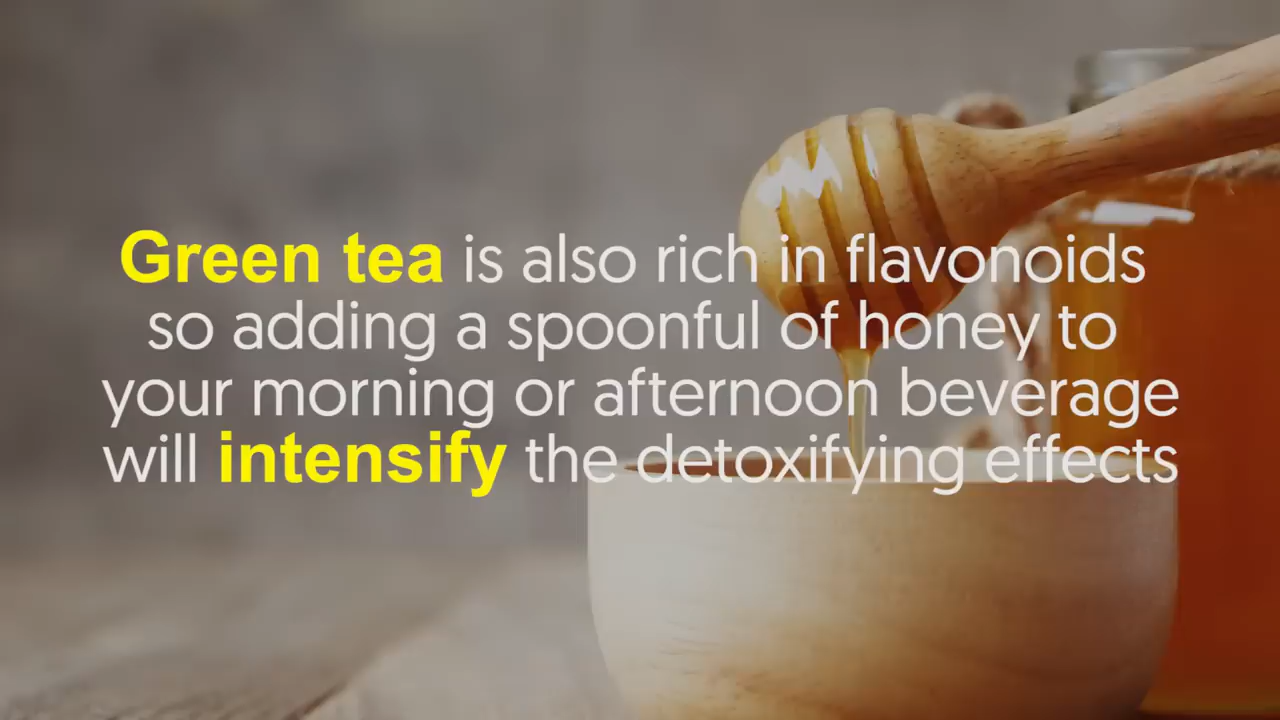 Green tea is also rich in flavonoids
so adding a spoonful of honey to
your morning or afternoon beverage
will intensify the detoxifying effects